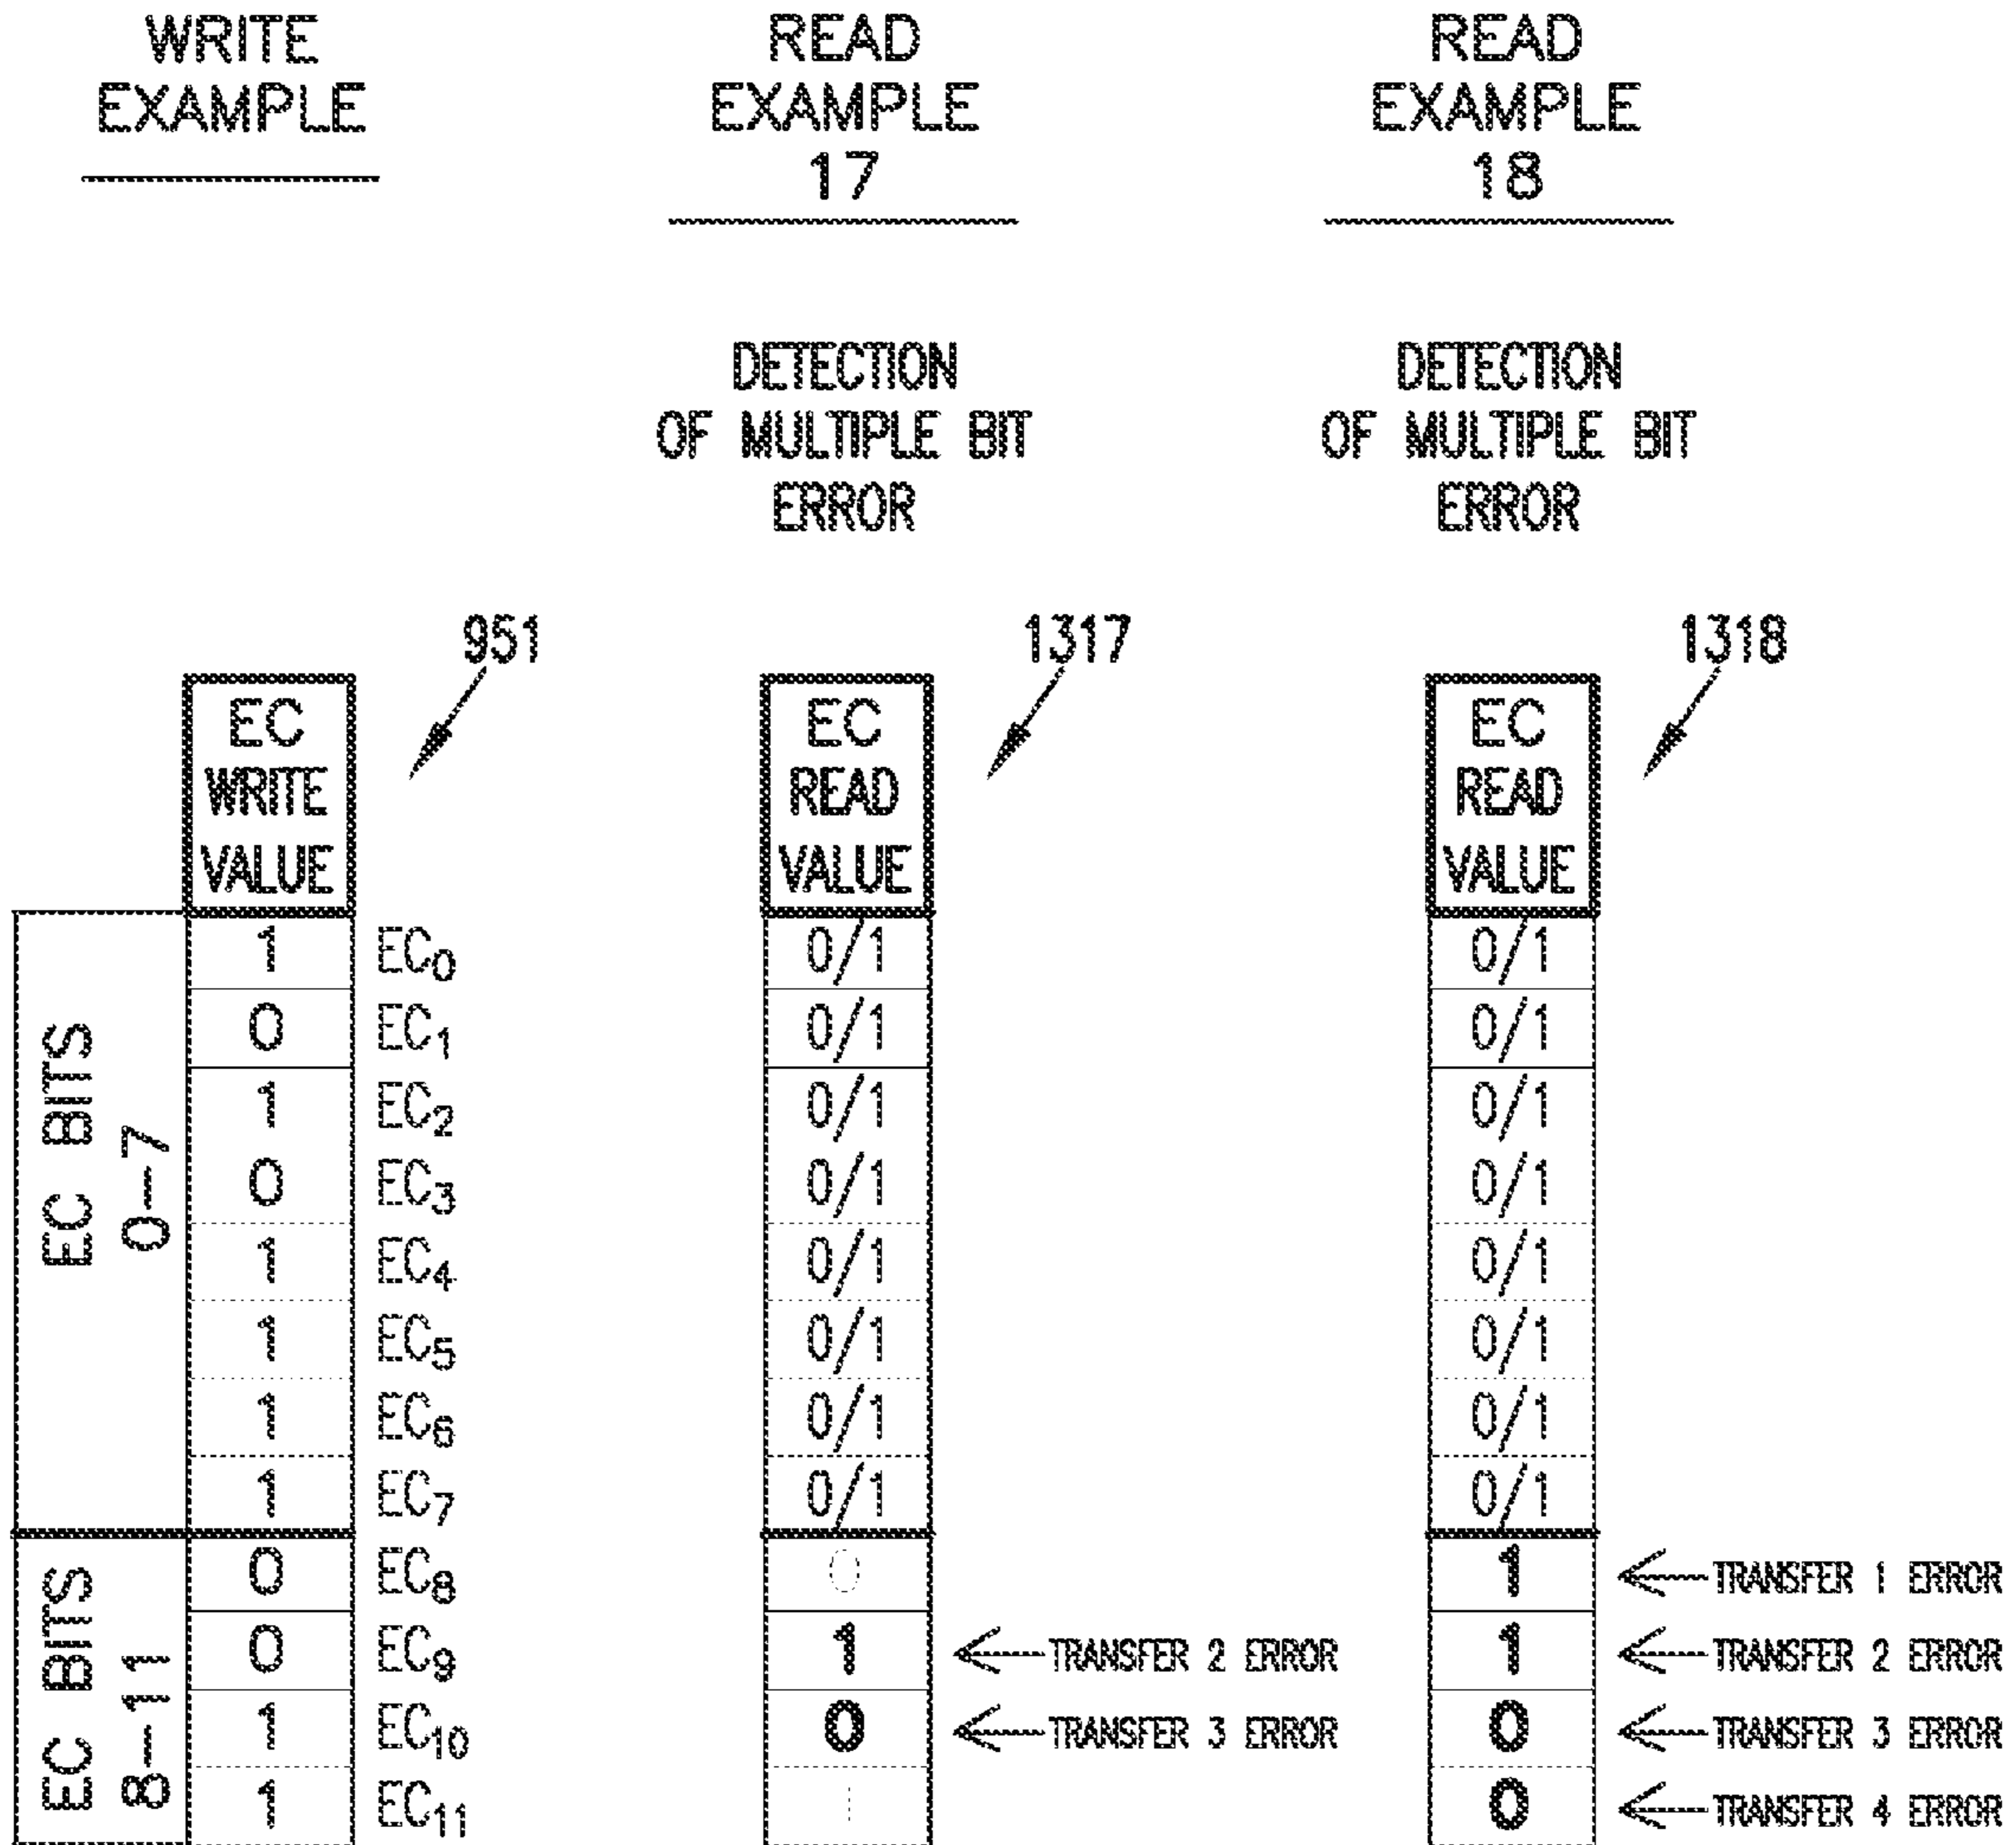 WRITE
EXAMPLE
READ
EXAMPLE
17
READ
EXAMPLE
18
DETECTION
OF MULTIPLE BIT
ERROR
DETECTION
OF MULTIPLE BIT
ERROR
951
1317
1318
EC
WRITE
VALUE
EC
READ
VALUE
EC
READ
VALUE
EC BITS
0-7
1 EC0 0/1 0/1
0 EC1 0/1 0/1
1 EC2 0/1 0/1
0 EC3 0/1 0/1
1 EC4 0/1 0/1
1 EC5 0/1 0/1
1 EC6 0/1 0/1
1 EC7 0/1 0/1
EC BITS
8-11
0 EC8 0 1 TRANSFER 1 ERROR
0 EC9 1 TRANSFER 2 ERROR 1 TRANSFER 2 ERROR
1 EC10 0 TRANSFER 3 ERROR 0 TRANSFER 3 ERROR
1 EC11 1 0 TRANSFER 4 ERROR